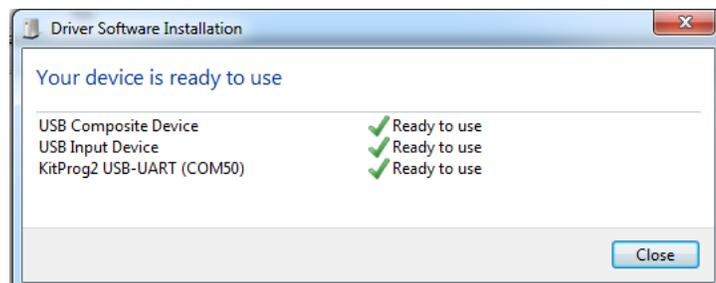 Driver Software Installation
Your device is ready to use
USB Composite Device Ready to use
USB Input Device Ready to use
KitProg2 USB-UART (COM50) Ready to use
Close